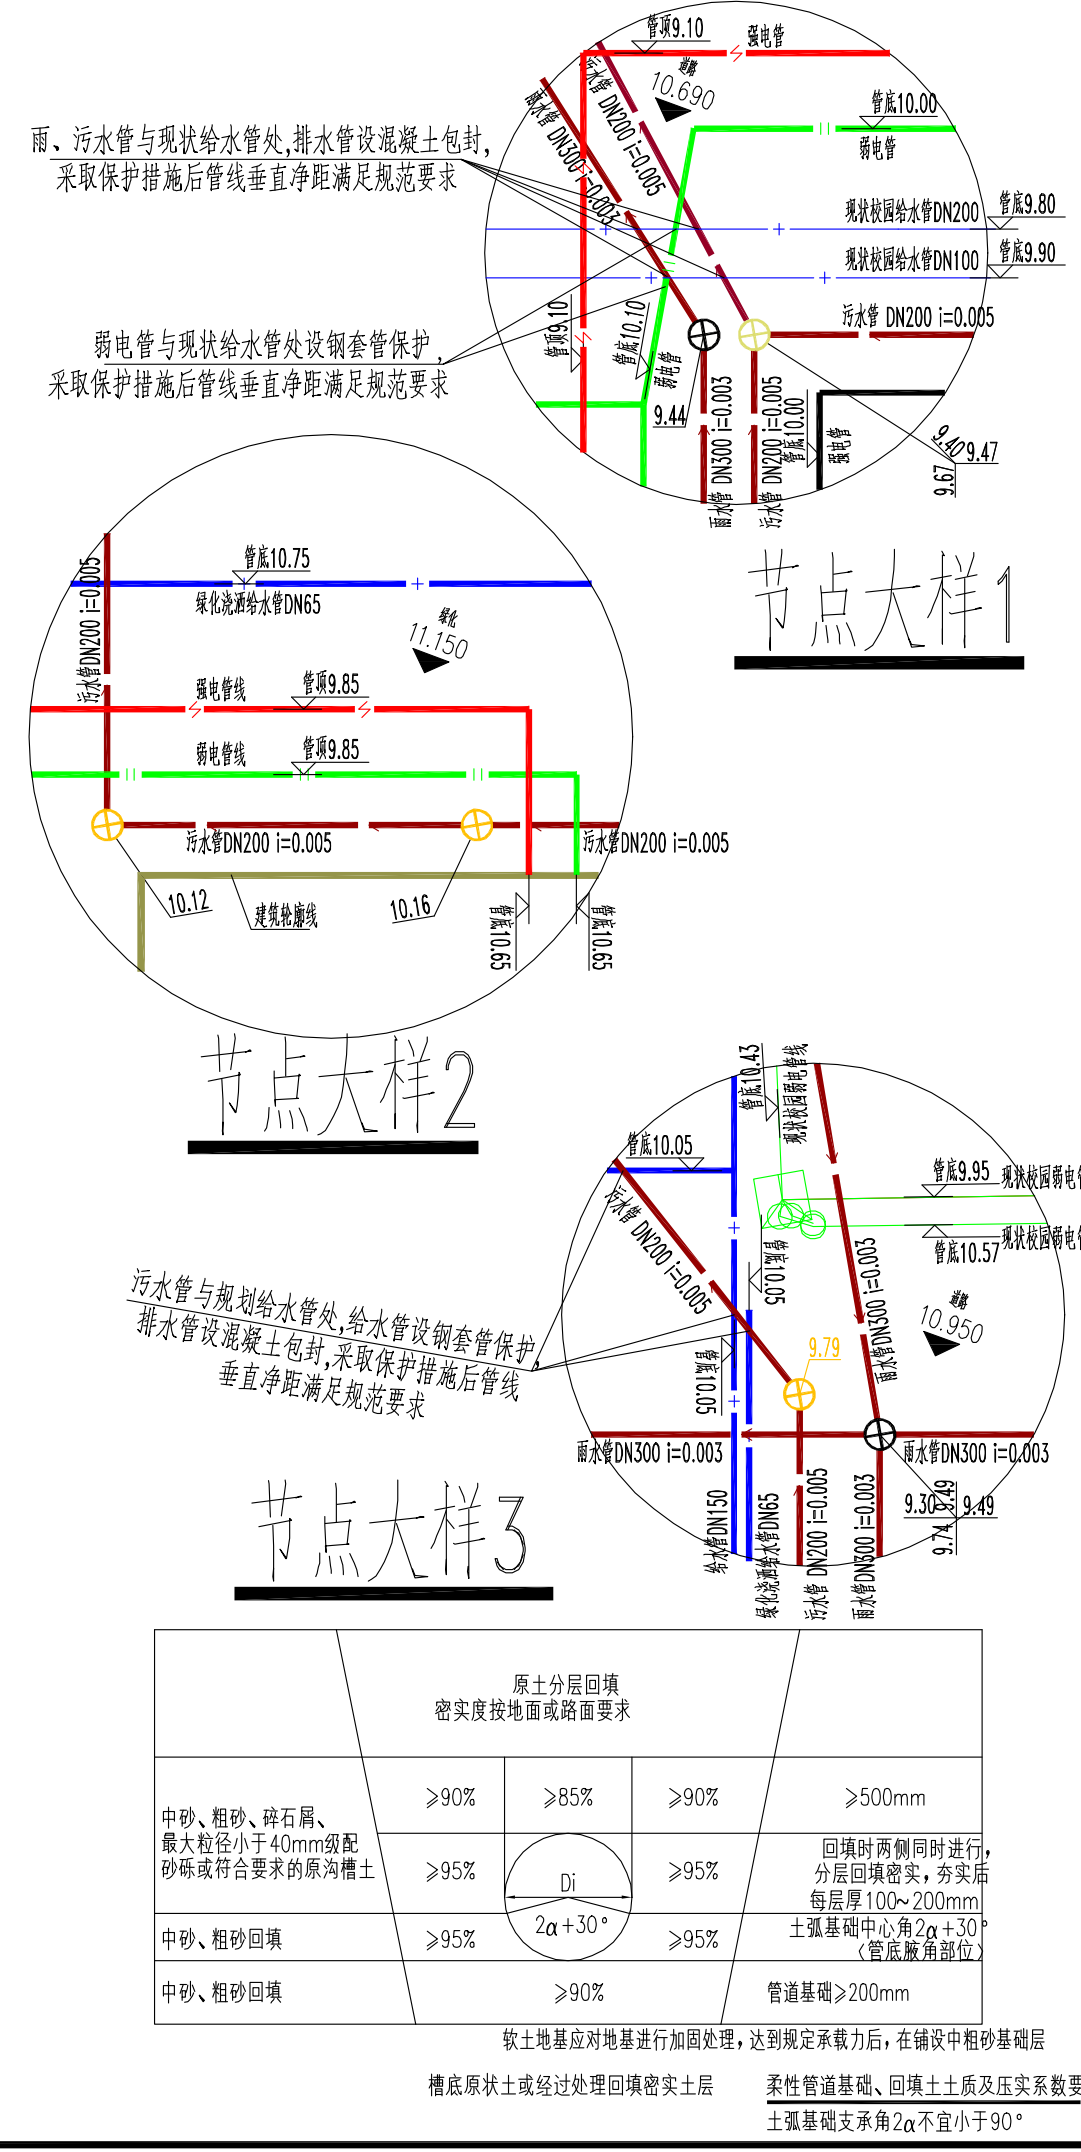 管顶9.10
强电管
道路
10.690
污水管 DN200 i=0.005
雨水管 DN300 i=0.003
管底10.00
弱电管
雨、污水管与现状给水管处,排水管设混凝土包封,
采取保护措施后管线垂直净距满足规范要求
现状校园给水管DN200
管底9.80
现状校园给水管DN100
管底9.90
弱电管与现状给水管处设钢套管保护,
采取保护措施后管线垂直净距满足规范要求
管顶9.10
管底10.10
弱电管
污水管 DN200 i=0.005
9.44
雨水管 DN300 i=0.003
污水管 DN200 i=0.005
管底10.00
强电管
9.40
9.47
9.67
节点大样1
管底10.75
绿化浇洒给水管DN65
污水管DN200 i=0.005
绿化
11.150
强电管线
管顶9.85
弱电管线
管顶9.85
污水管DN200 i=0.005
污水管DN200 i=0.005
10.12
建筑轮廓线
10.16
管底10.65
管底10.65
节点大样2
管底10.43
现状校园弱电管线
管底10.05
污水管 DN200 i=0.005
管底9.95
现状校园弱电管
管底10.57
现状校园弱电管
管底10.05
雨水管DN300 i=0.003
道路
10.950
污水管与规划给水管处,给水管设钢套管保护,
排水管设混凝土包封,采取保护措施后管线
垂直净距满足规范要求
管底10.05
9.79
雨水管DN300 i=0.003
雨水管DN300 i=0.003
给水管DN150
绿化浇洒给水管DN65
污水管 DN200 i=0.005
雨水管DN300 i=0.003
9.30
9.49
9.49
9.74
节点大样3
原土分层回填
密实度按地面或路面要求
≥90%
≥85%
≥90%
≥500mm
中砂、粗砂、碎石屑、
最大粒径小于40mm级配
砂砾或符合要求的原沟槽土
≥95%
Di
≥95%
回填时两侧同时进行,
分层回填密实,夯实后
每层厚100~200mm
中砂、粗砂回填
≥95%
2α+30°
≥95%
土弧基础中心角2α+30°
〈管底腋角部位〉
中砂、粗砂回填
≥90%
管道基础≥200mm
软土地基应对地基进行加固处理,达到规定承载力后,在铺设中粗砂基础层
槽底原状土或经过处理回填密实土层
柔性管道基础、回填土土质及压实系数要
土弧基础支承角2α不宜小于90°